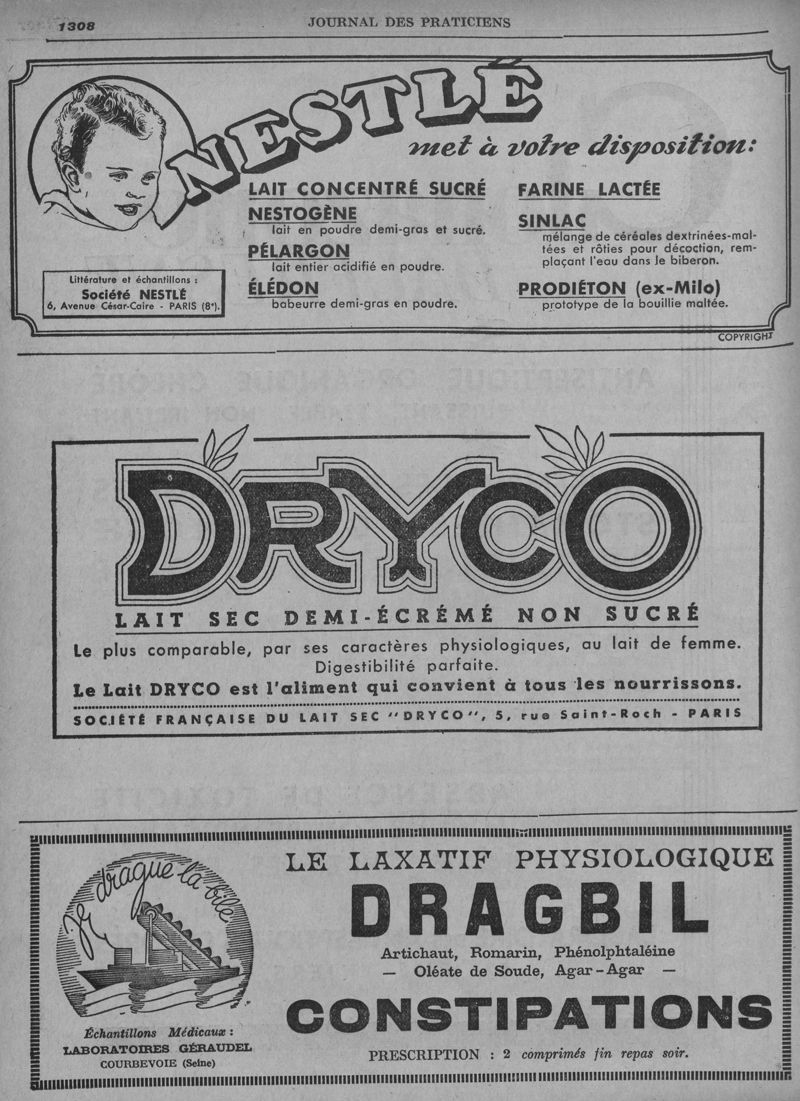 1308
JOURNAL DES PRATICIENS
NESTLÉ
met à votre disposition:
LAIT CONCENTRÉ SUCRÉ
NESTOGÈNE
lait en poudre demi-gras et sucré.
PÉLARGON
lait entier acidifié en poudre.
ÉLÉDON
babeurre demi-gras en poudre.
FARINE LACTÉE
SINLAC
mélange de céréales dextrinées-mal-
tées et rôties pour décoction, rem-
plaçant l'eau dans le biberon.
PRODIÉTON (ex-Milo)
prototype de la bouillie maltée.
Littérature et échantillons :
Société NESTLÉ
6, Avenue César-Caire - PARIS (8e).
COPYRIGHT
DRYCO
LAIT SEC DEMI-ÉCRÉMÉ NON SUCRÉ
Le plus comparable, par ses caractères physiologiques, au lait de femme.
Digestibilité parfaite.
Le Lait DRYCO est l'aliment qui convient à tous les nourrissons.
SOCIÉTÉ FRANÇAISE DU LAIT SEC "DRYCO", 5, rue Saint-Roch - PARIS
Je drague la bile
Échantillons Médicaux :
LABORATOIRES GÉRAUDEL
COURBEVOIE (Seine)
LE LAXATIF PHYSIOLOGIQUE
DRAGBIL
Artichaut, Romarin, Phénolphtaléine
— Oléate de Soude, Agar-Agar —
CONSTIPATIONS
PRESCRIPTION : 2 comprimés fin repas soir.